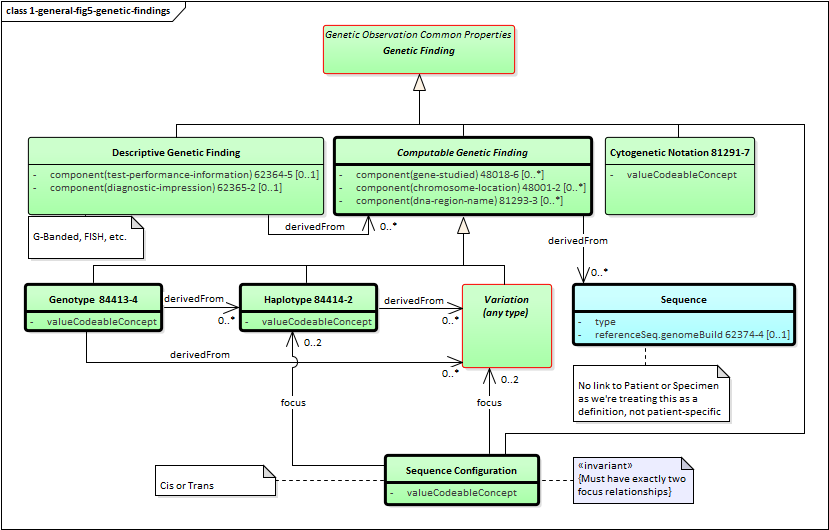 class 1-general-fig5-genetic-findings
Genetic Observation Common Properties
Genetic Finding
Descriptive Genetic Finding
- component(test-performance-information) 62364-5 [0..1]
- component(diagnostic-impression) 62365-2 [0..1]
Computable Genetic Finding
- component(gene-studied) 48018-6 [0..*]
- component(chromosome-location) 48001-2 [0..*]
- component(dna-region-name) 81293-3 [0..*]
Cytogenetic Notation 81291-7
- valueCodeableConcept
G-Banded, FISH, etc.
derivedFrom
0..*
derivedFrom
0..*
Genotype 84413-4
- valueCodeableConcept
derivedFrom
0..*
Haplotype 84414-2
- valueCodeableConcept
derivedFrom
0..*
Variation
(any type)
Sequence
- type
- referenceSeq.genomeBuild 62374-4 [0..1]
derivedFrom
0..*
0..2
0..2
No link to Patient or Specimen
as we're treating this as a
definition, not patient-specific
focus
focus
Cis or Trans
Sequence Configuration
- valueCodeableConcept
«invariant»
{Must have exactly two
focus relationships}